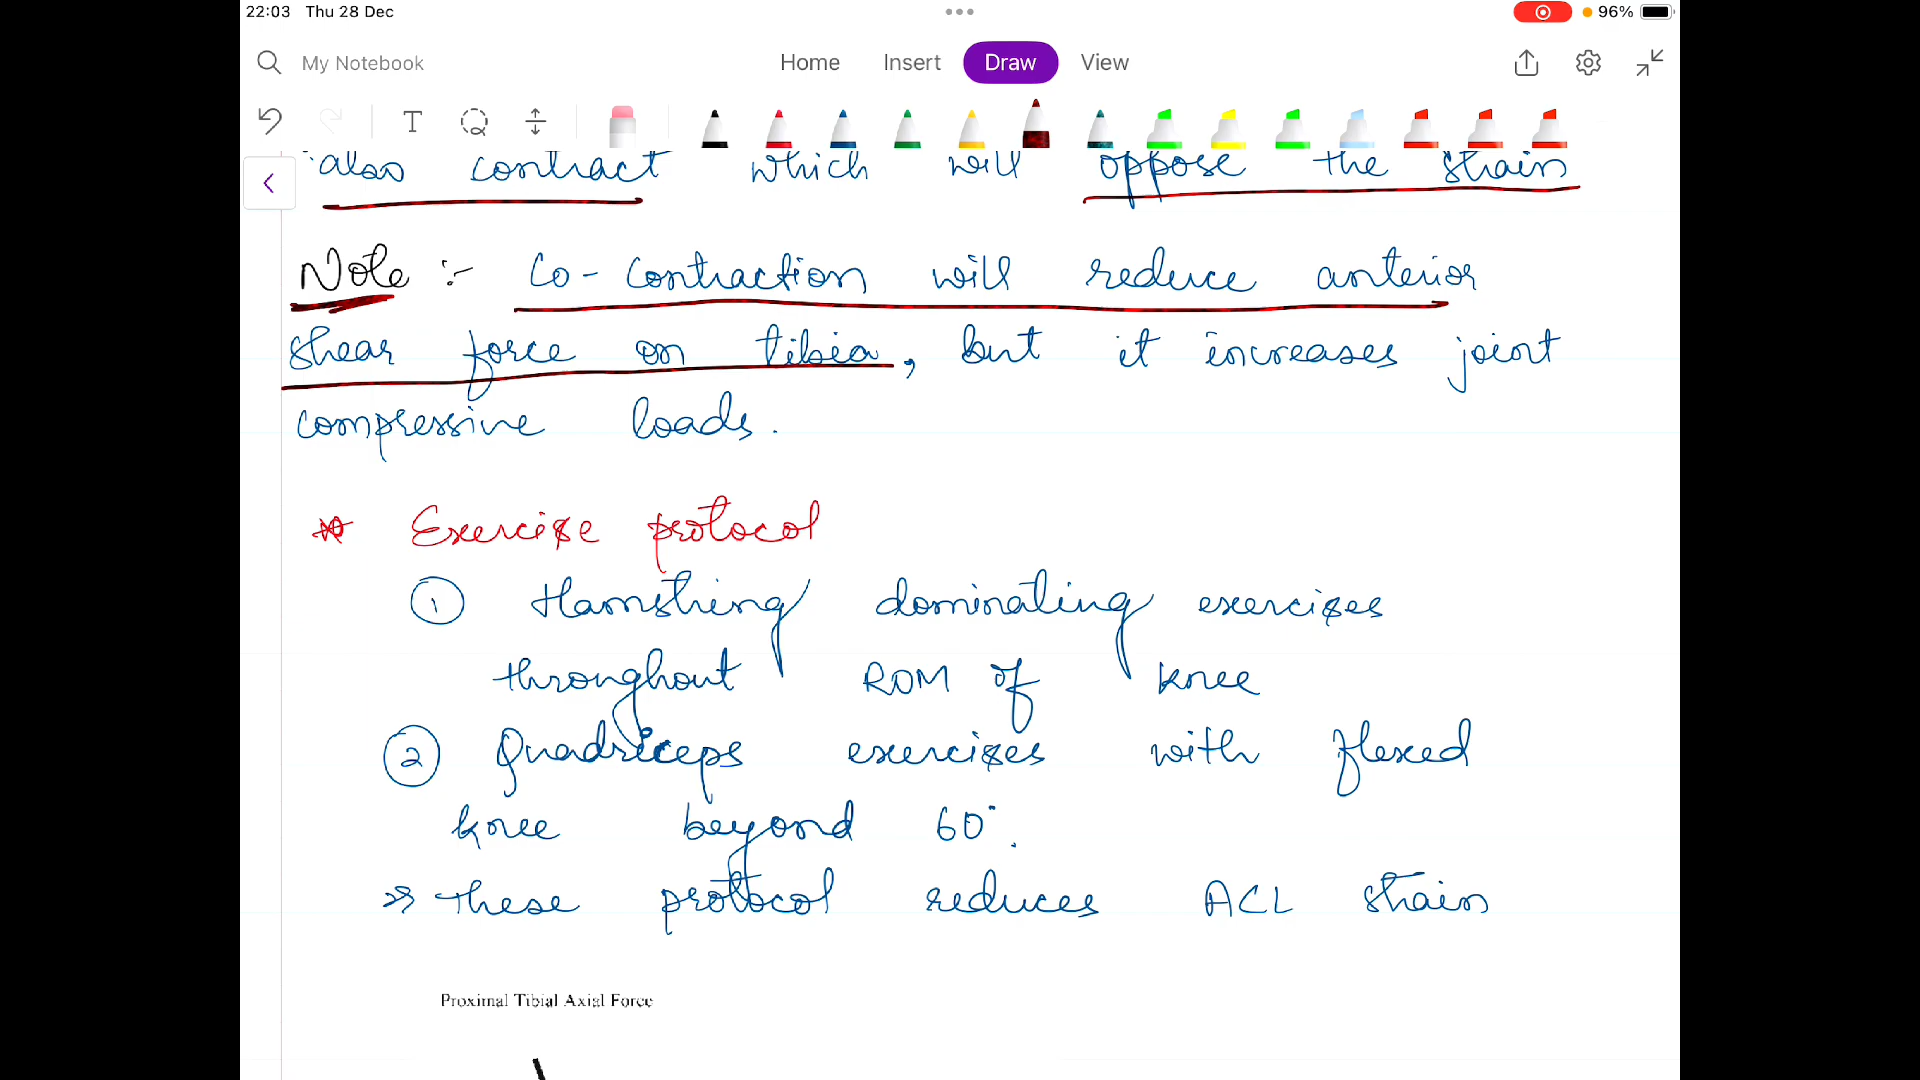 22:03 Thu 28 Dec
96%
My Notebook
Home Insert Draw View
T
also contract which will oppose the strain
Note :- Co-contraction will reduce anterior
shear force on tibia, but it increases joint
compressive loads.
* Exercise protocol
① Hamstring dominating exercises
throughout ROM of knee
② Quadriceps exercises with flexed
knee beyond 60°.
⇒ these protocol reduces ACL strain
Proximal Tibial Axial Force